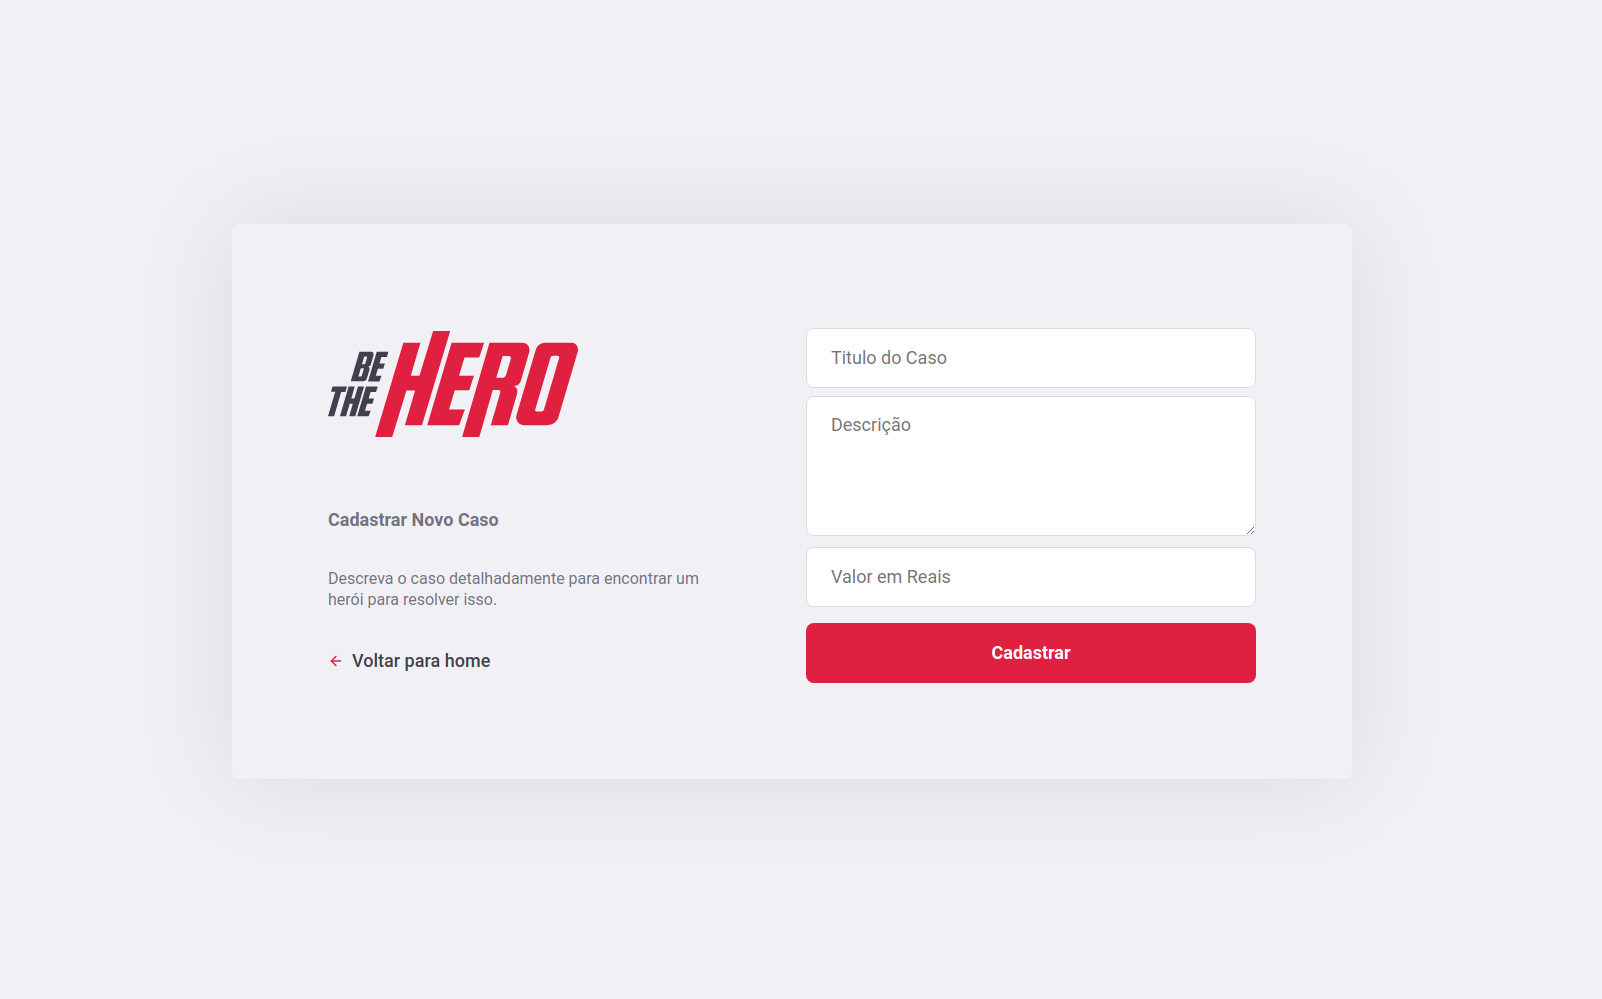 BE
THE
HERO
Cadastrar Novo Caso
Descreva o caso detalhadamente para encontrar um
herói para resolver isso.
Voltar para home
Titulo do Caso
Descrição
Valor em Reais
Cadastrar